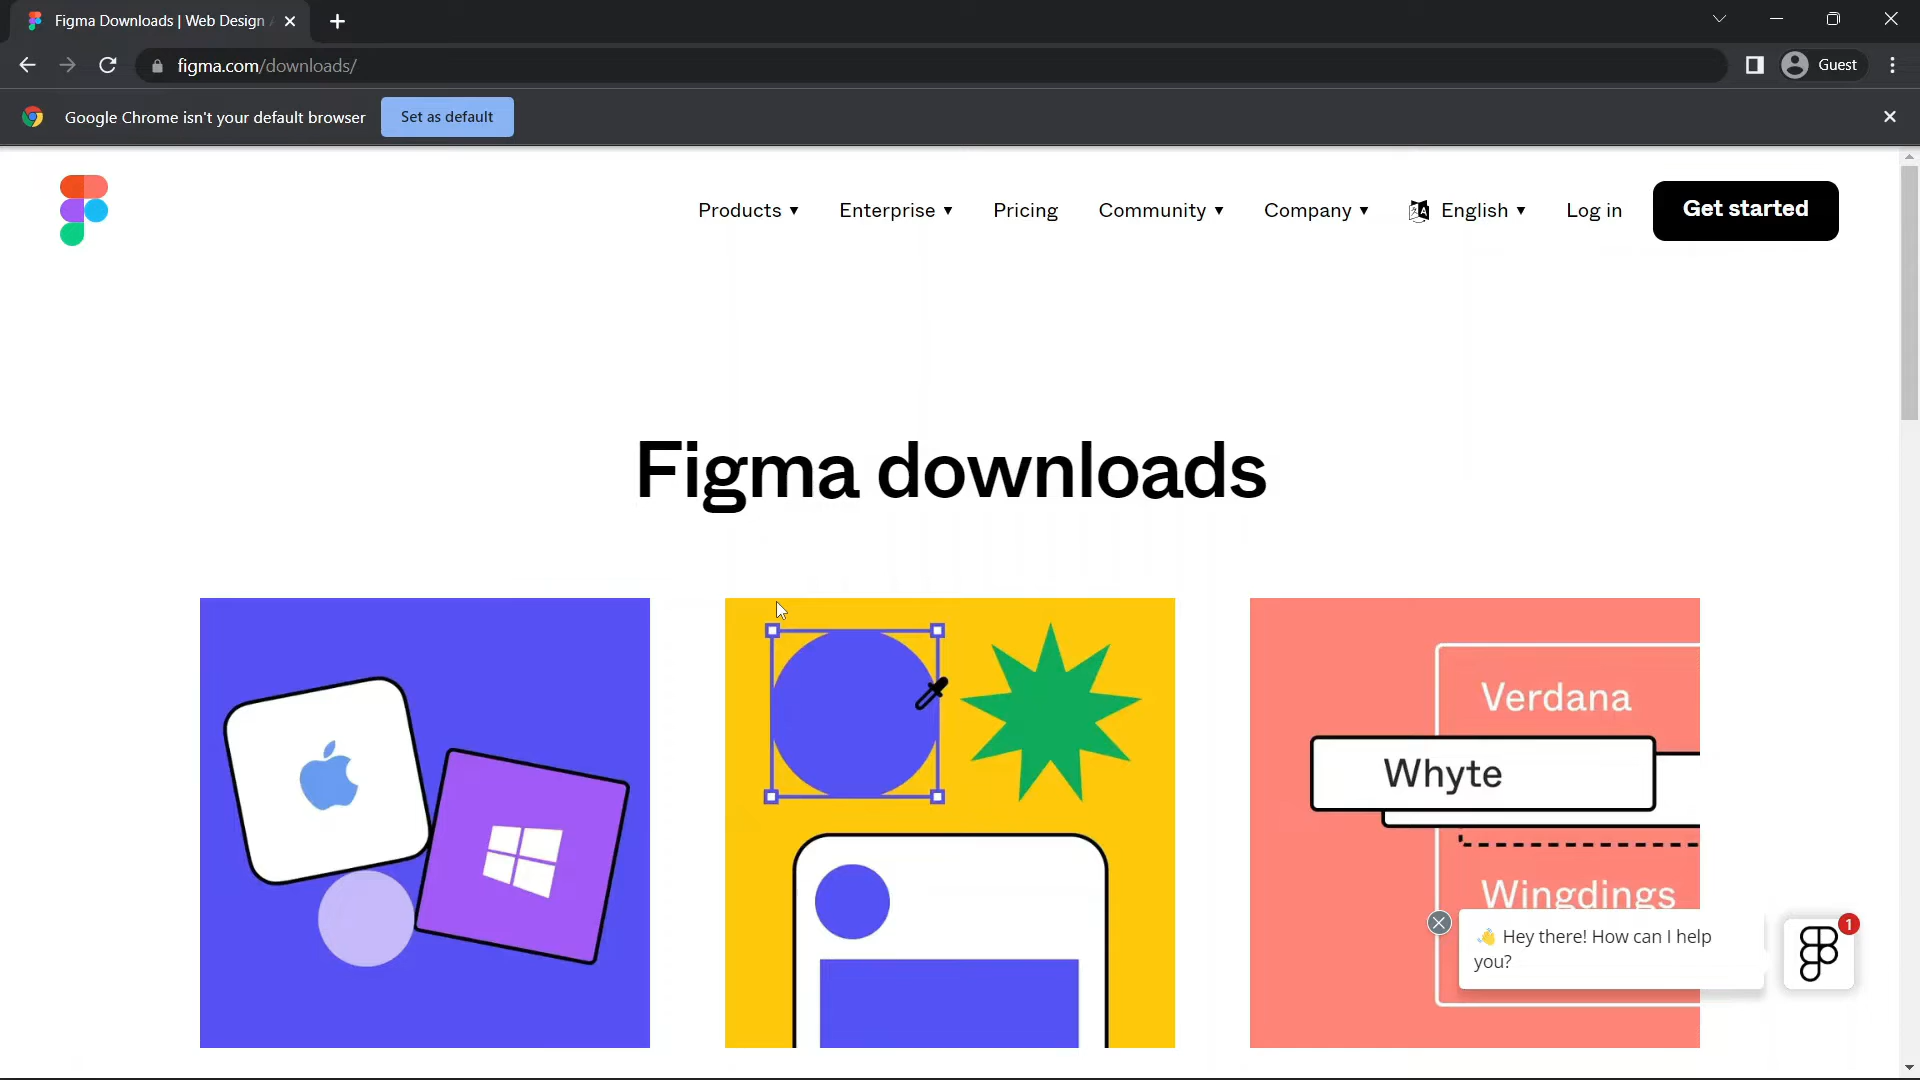 Figma Downloads | Web Design
figma.com/downloads/
Guest
Google Chrome isn't your default browser
Set as default
Products ▼
Enterprise ▼
Pricing
Community ▼
Company ▼
English ▼
Log in
Get started
Figma downloads
Verdana
Whyte
Wingdings
👋 Hey there! How can I help
you?
1